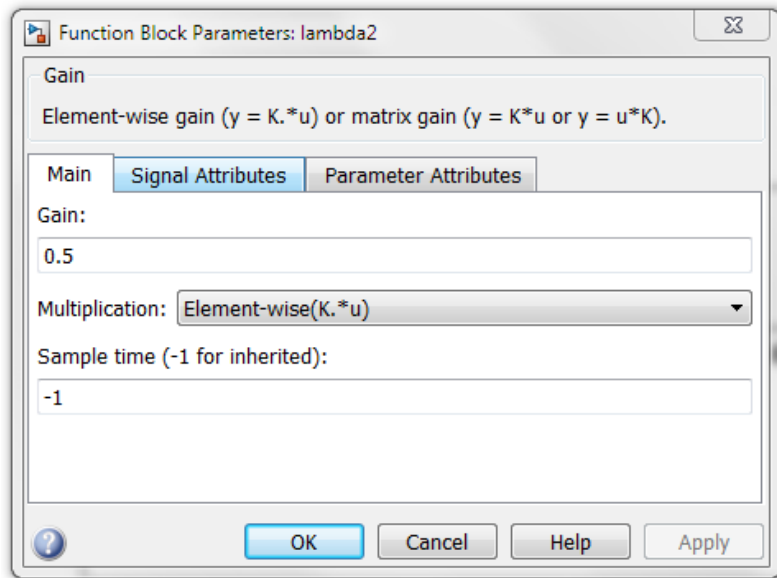 Function Block Parameters: lambda2
Gain
Element-wise gain (y = K.*u) or matrix gain (y = K*u or y = u*K).
Main Signal Attributes Parameter Attributes
Gain:
0.5
Multiplication: Element-wise(K.*u)
Sample time (-1 for inherited):
-1
OK Cancel Help Apply